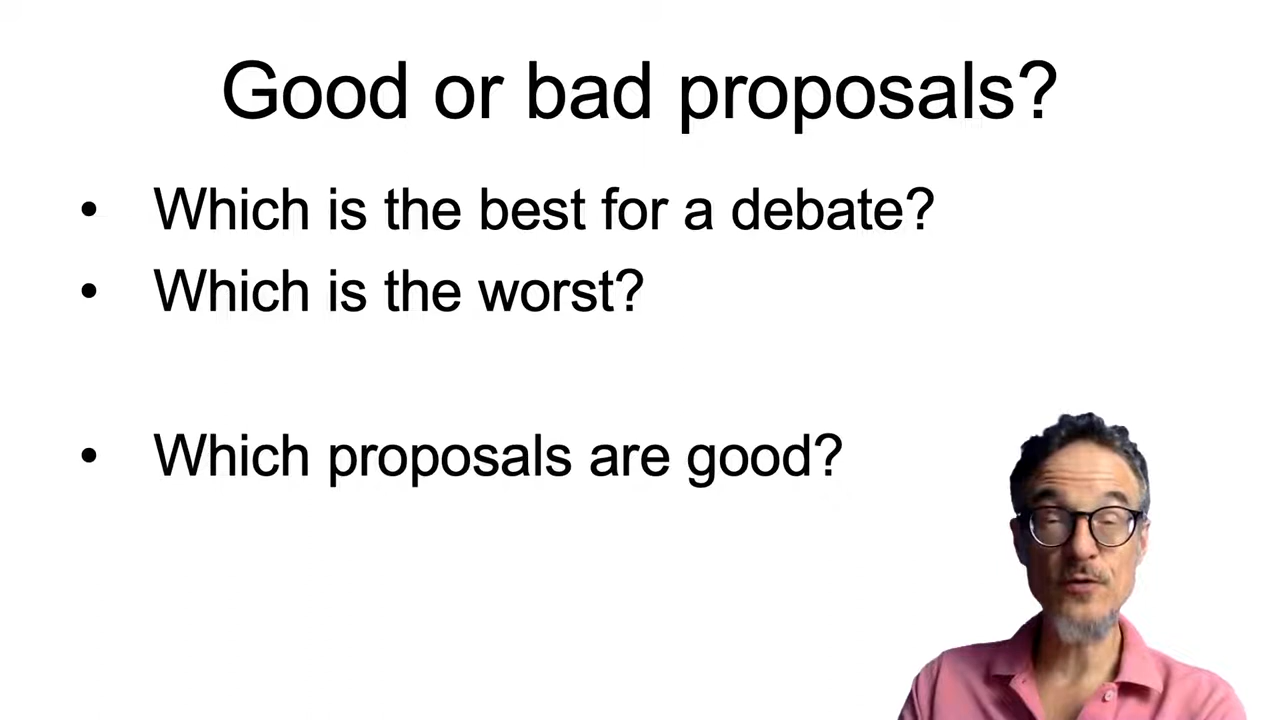 Good or bad proposals?
• Which is the best for a debate?
• Which is the worst?
• Which proposals are good?